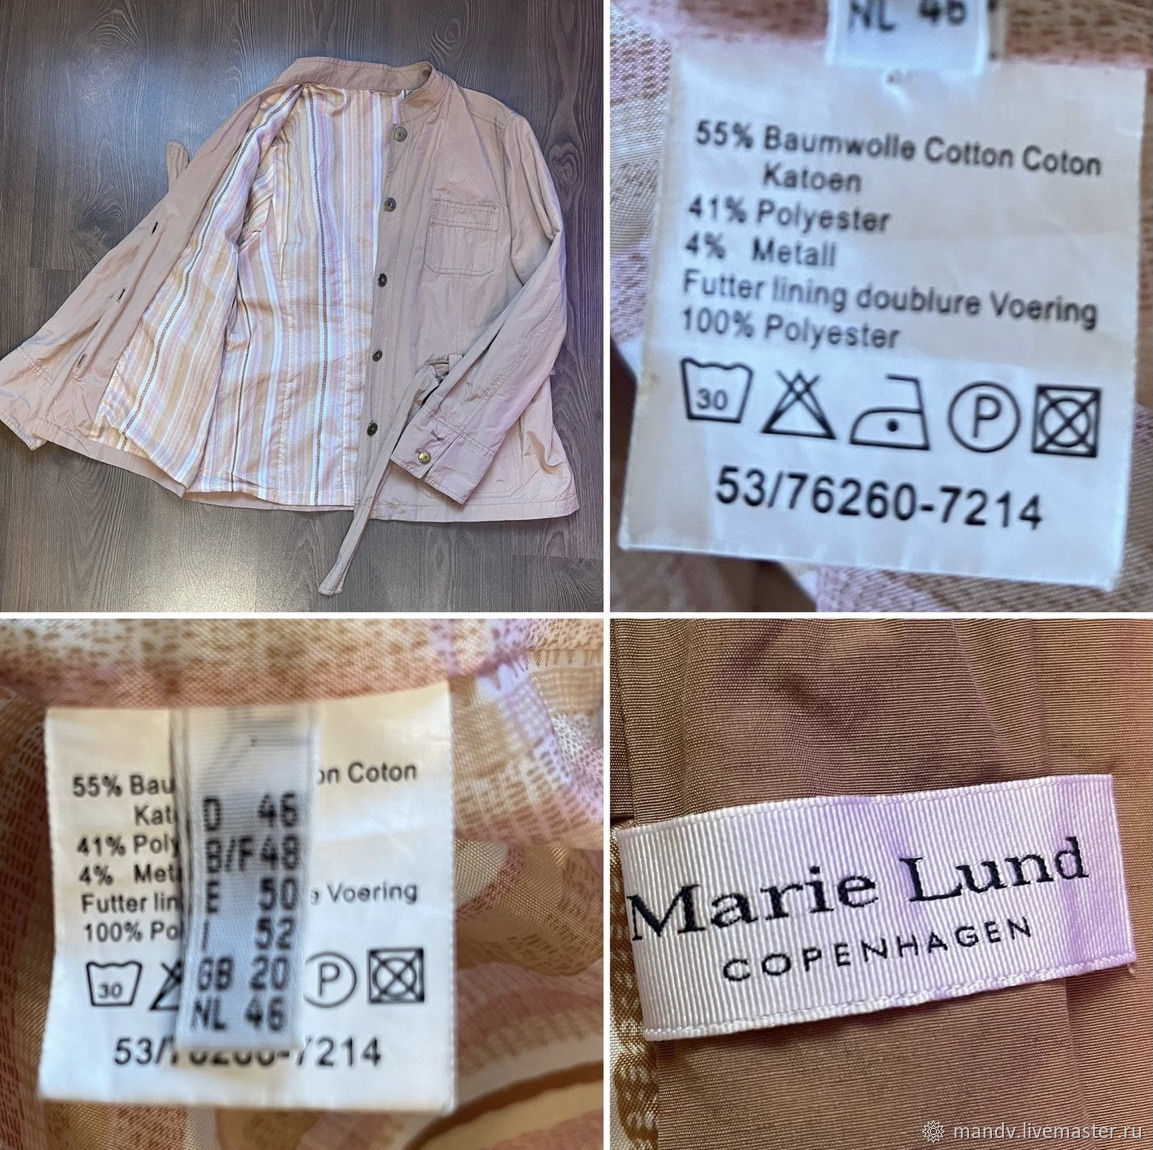 NL 46
55% Baumwolle Cotton Coton
Katoen
41% Polyester
4% Metall
Futter lining doublure Voering
100% Polyester
30
P
53/76260-7214
55% Bau
on Coton
Kat
41% Poly
4% Meta
Futter lin
Voering
100% Po
D 46
B/F 48
E 50
I 52
GB 20
NL 46
30
P
53/76260-7214
Marie Lund
COPENHAGEN
mandv.livemaster.ru